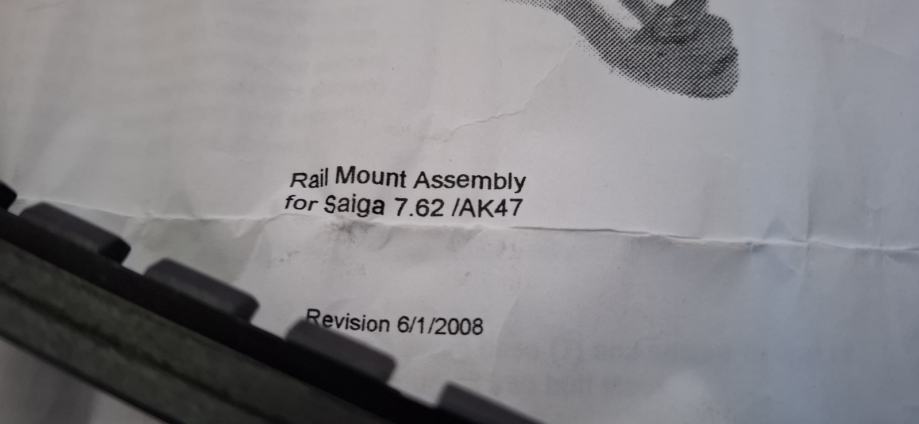 Rail Mount Assembly
for Saiga 7.62 /AK47
Revision 6/1/2008